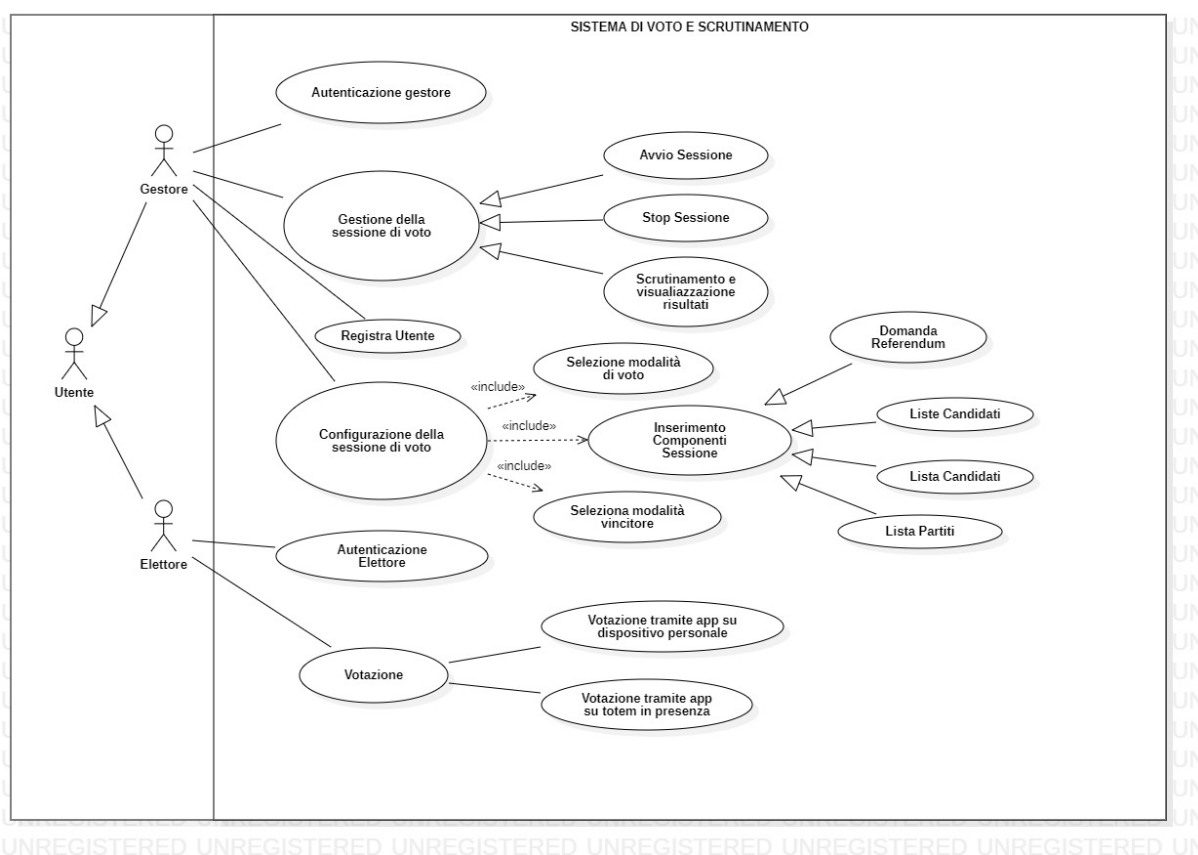 SISTEMA DI VOTO E SCRUTINAMENTO
Autenticazione gestore
Gestore
Avvio Sessione
Gestione della
sessione di voto
Stop Sessione
Scrutinamento e
visualiazzazione
risultati
Registra Utente
Domanda
Referendum
Utente
Selezione modalità
di voto
«include»
Configurazione della
sessione di voto
«include»
Inserimento
Componenti
Sessione
Liste Candidati
«include»
Lista Candidati
Seleziona modalità
vincitore
Lista Partiti
Elettore
Autenticazione
Elettore
Votazione tramite app su
dispositivo personale
Votazione
Votazione tramite app
su totem in presenza
UNREGISTERED UNREGISTERED UNREGISTERED UNREGISTERED UNREGISTERED UNREGISTERED UN